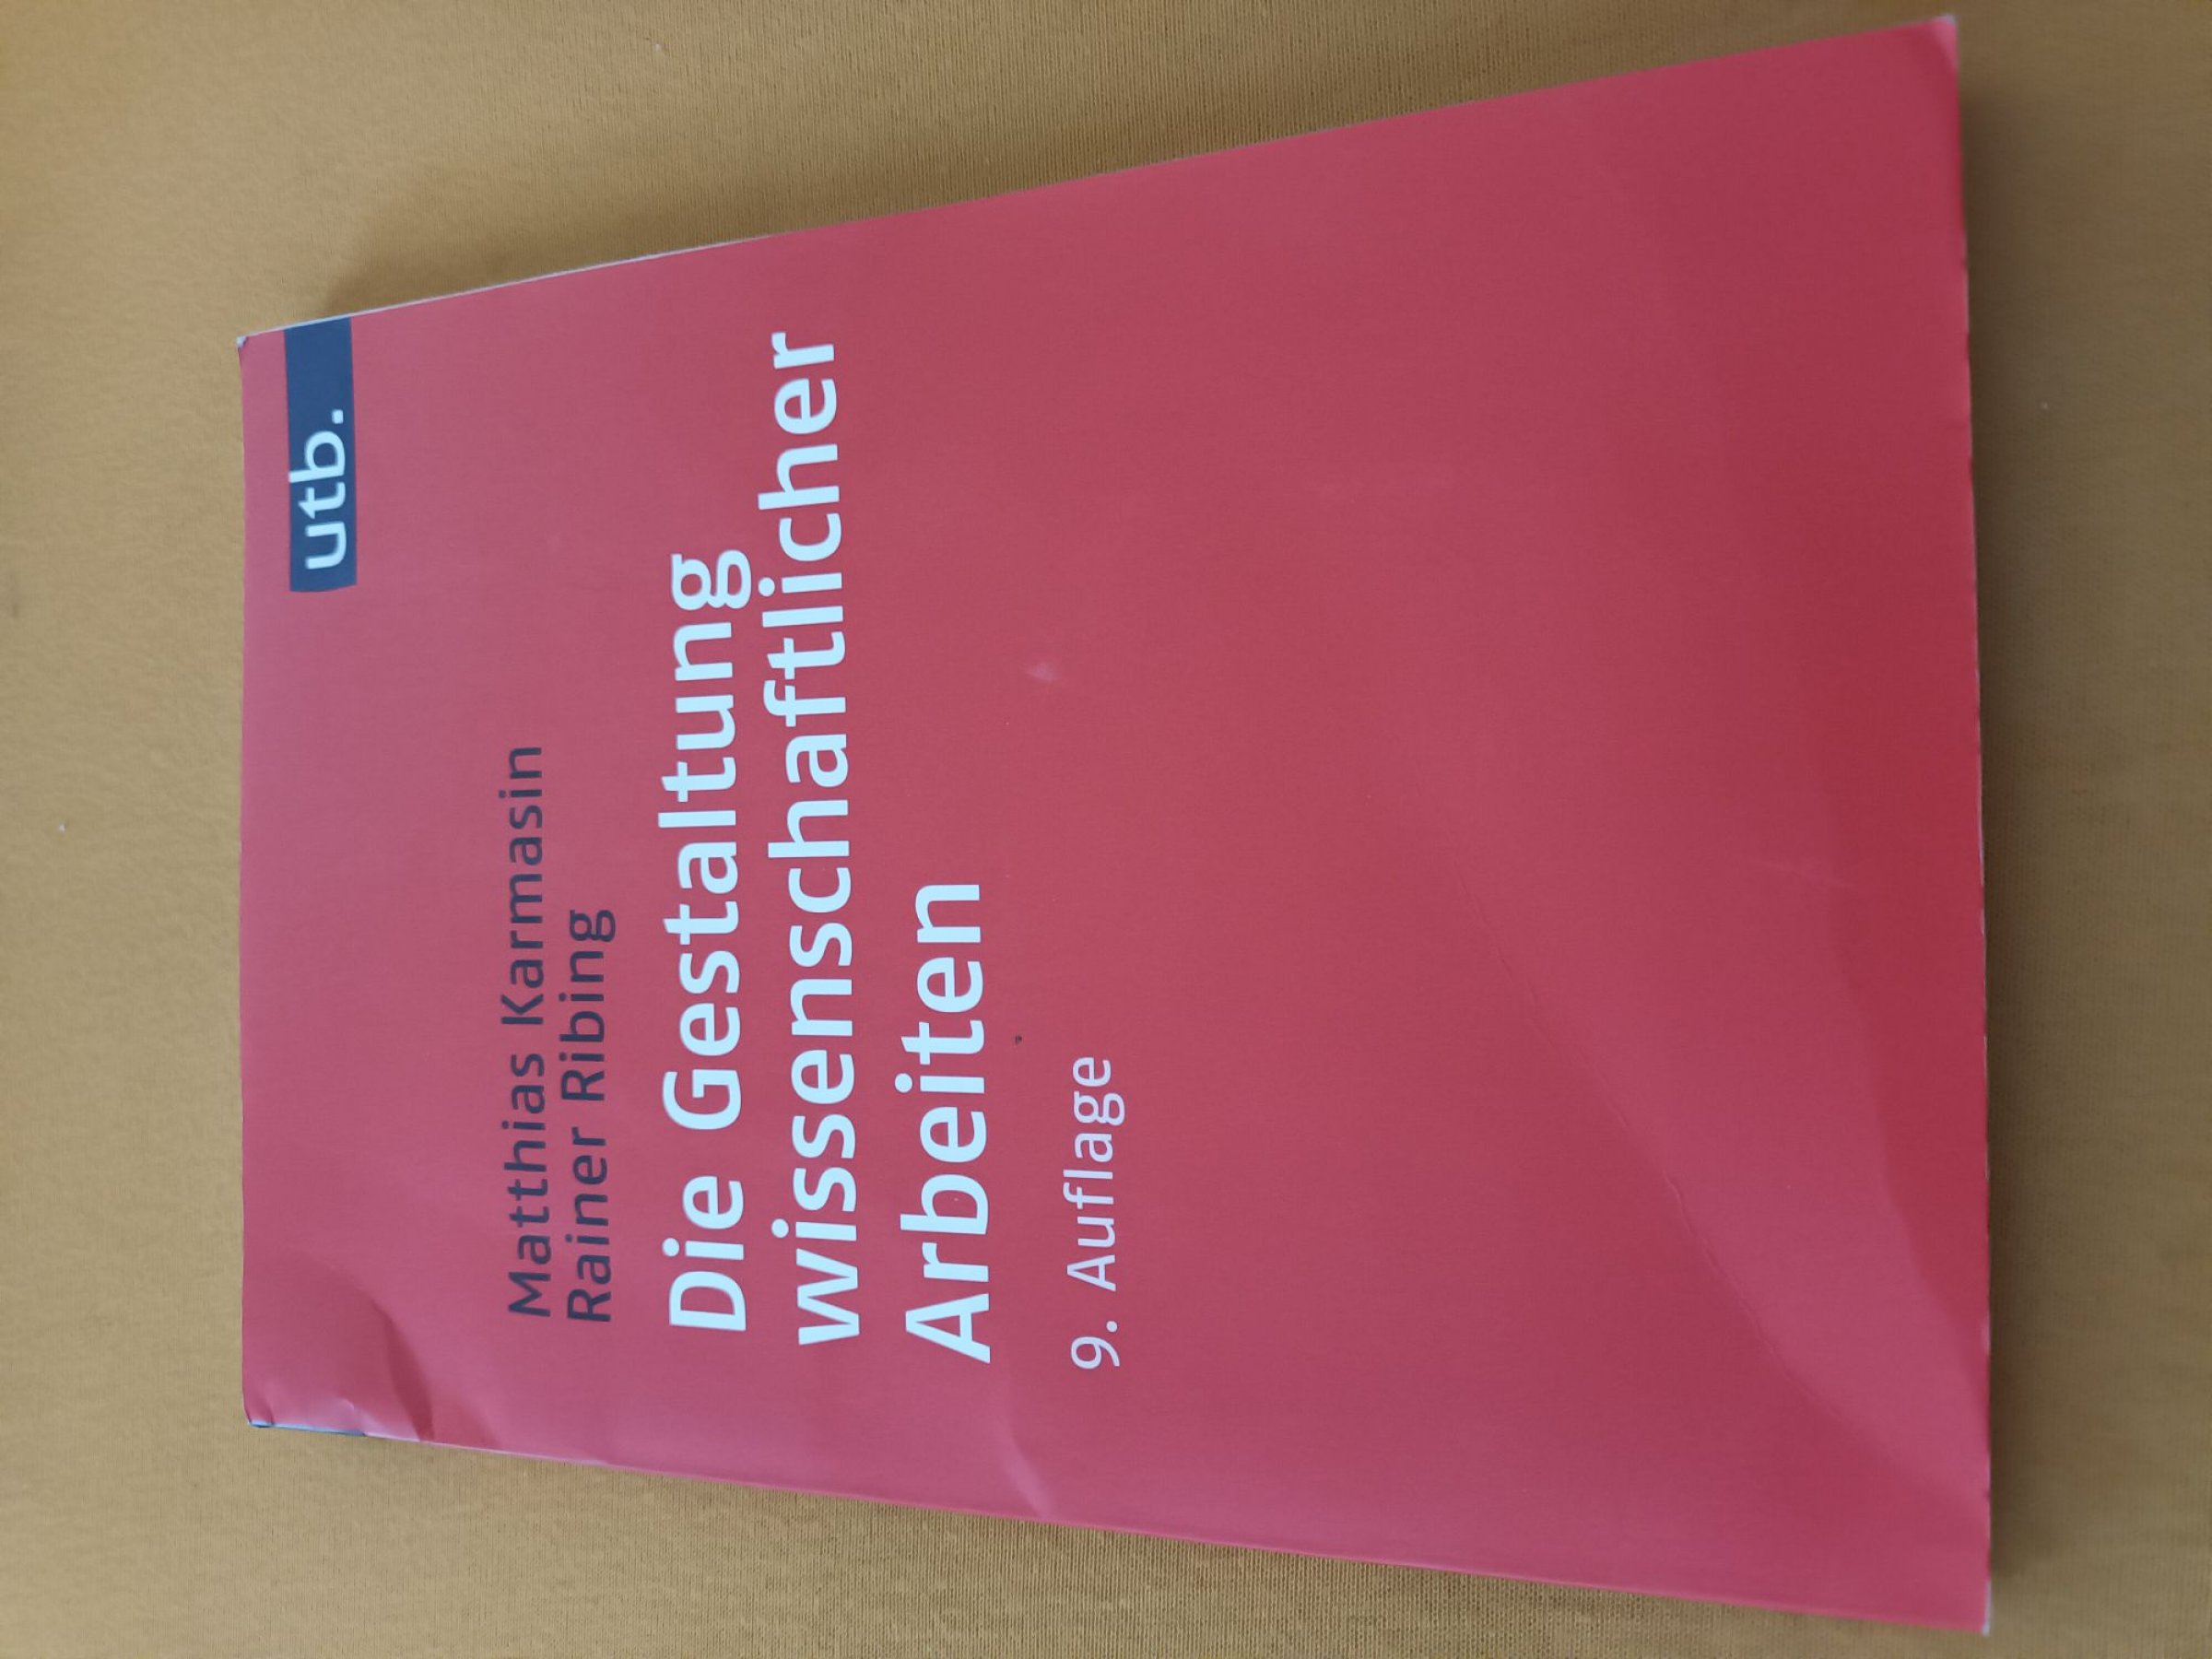 utb.
Matthias Karmasin
Rainer Ribing
Die Gestaltung
wissenschaftlicher
Arbeiten
9. Auflage